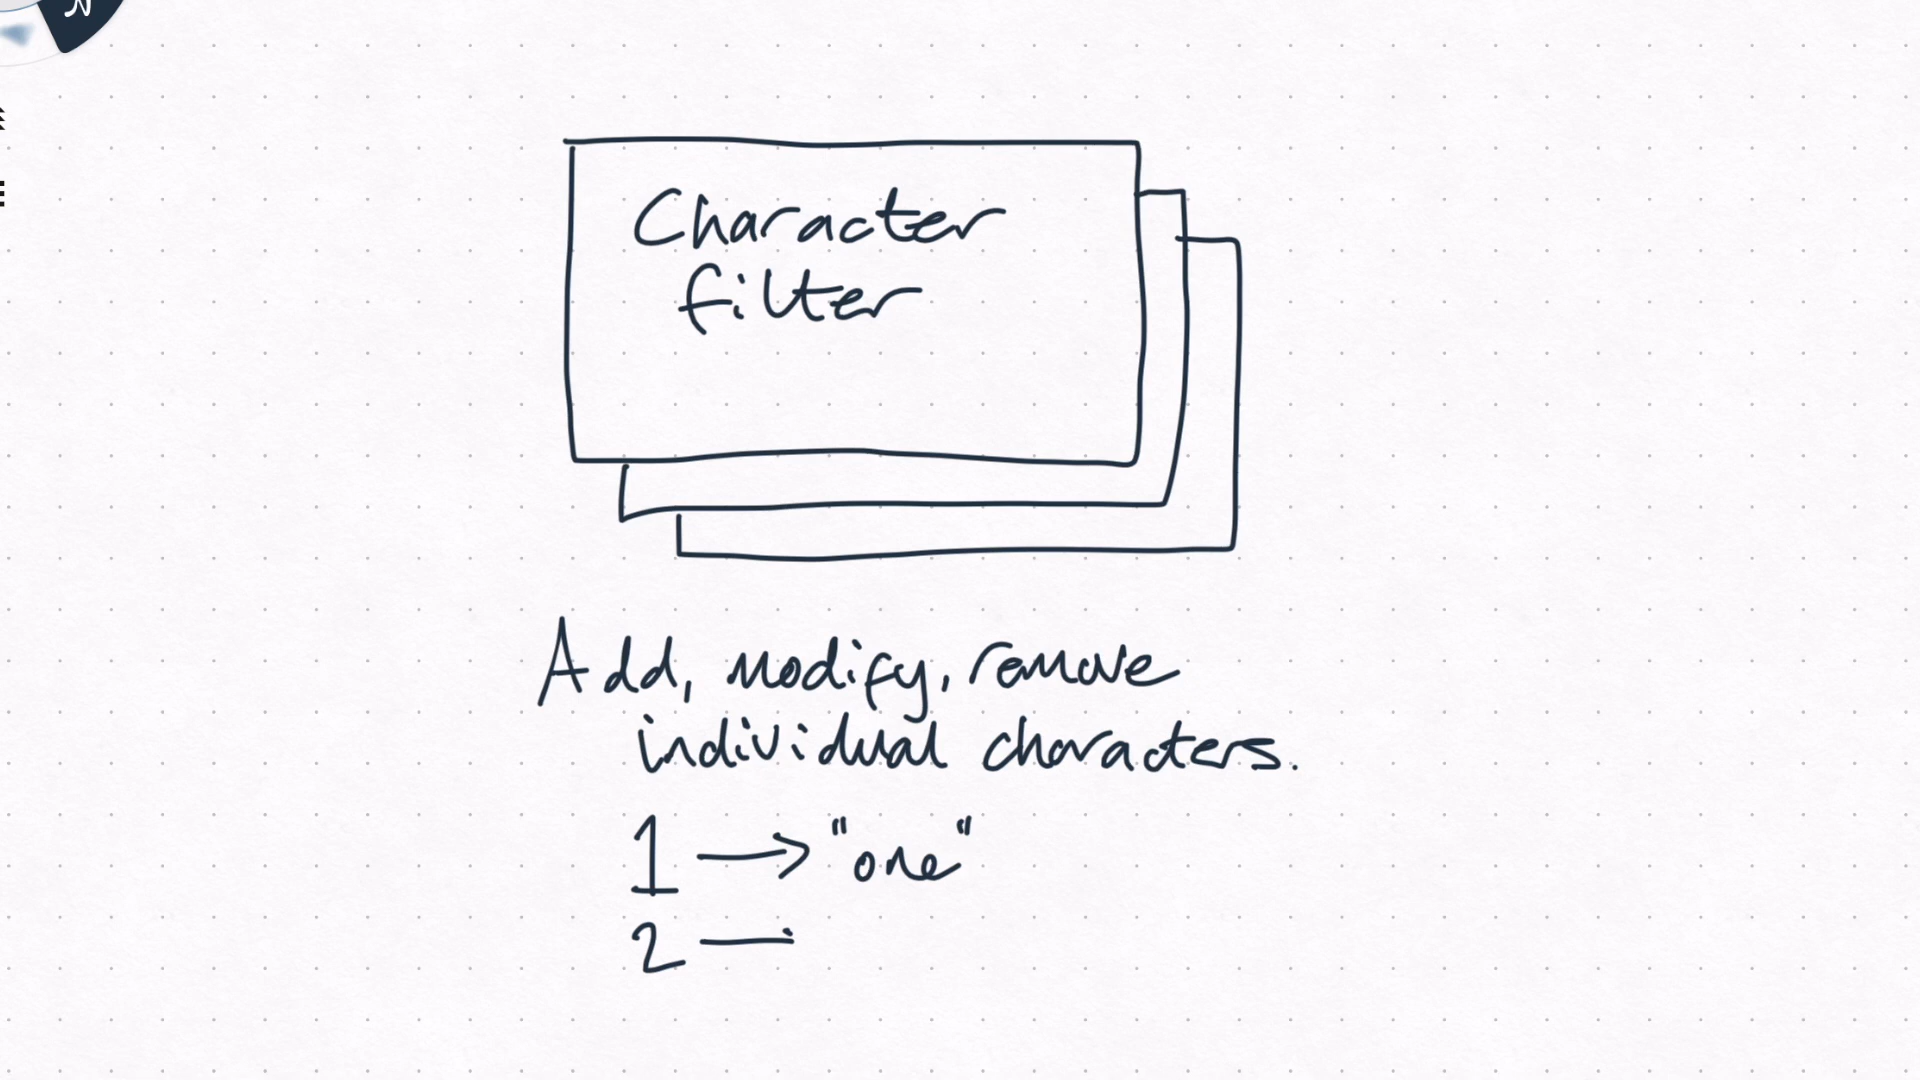 Character
filter
Add, modify, remove
individual characters.
1 → "one"
2 —